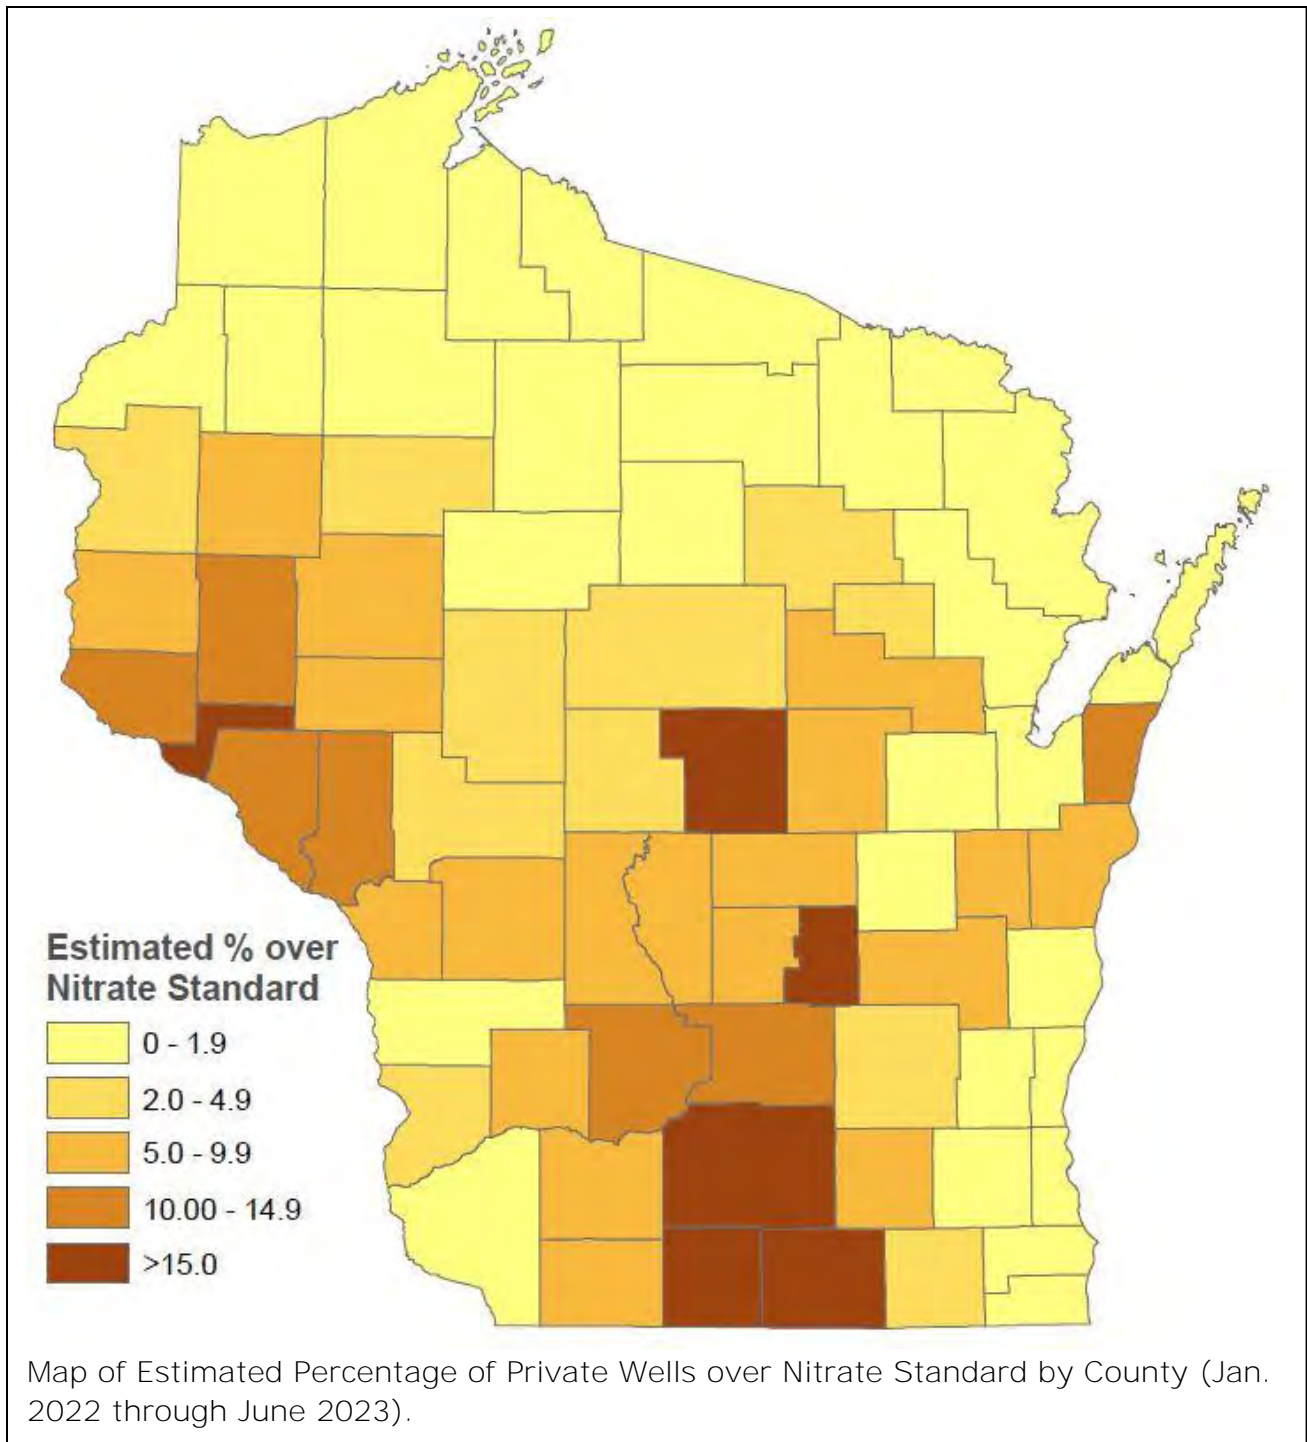 Estimated % over
Nitrate Standard
0 - 1.9
2.0 - 4.9
5.0 - 9.9
10.00 - 14.9
>15.0
Map of Estimated Percentage of Private Wells over Nitrate Standard by County (Jan.
2022 through June 2023).